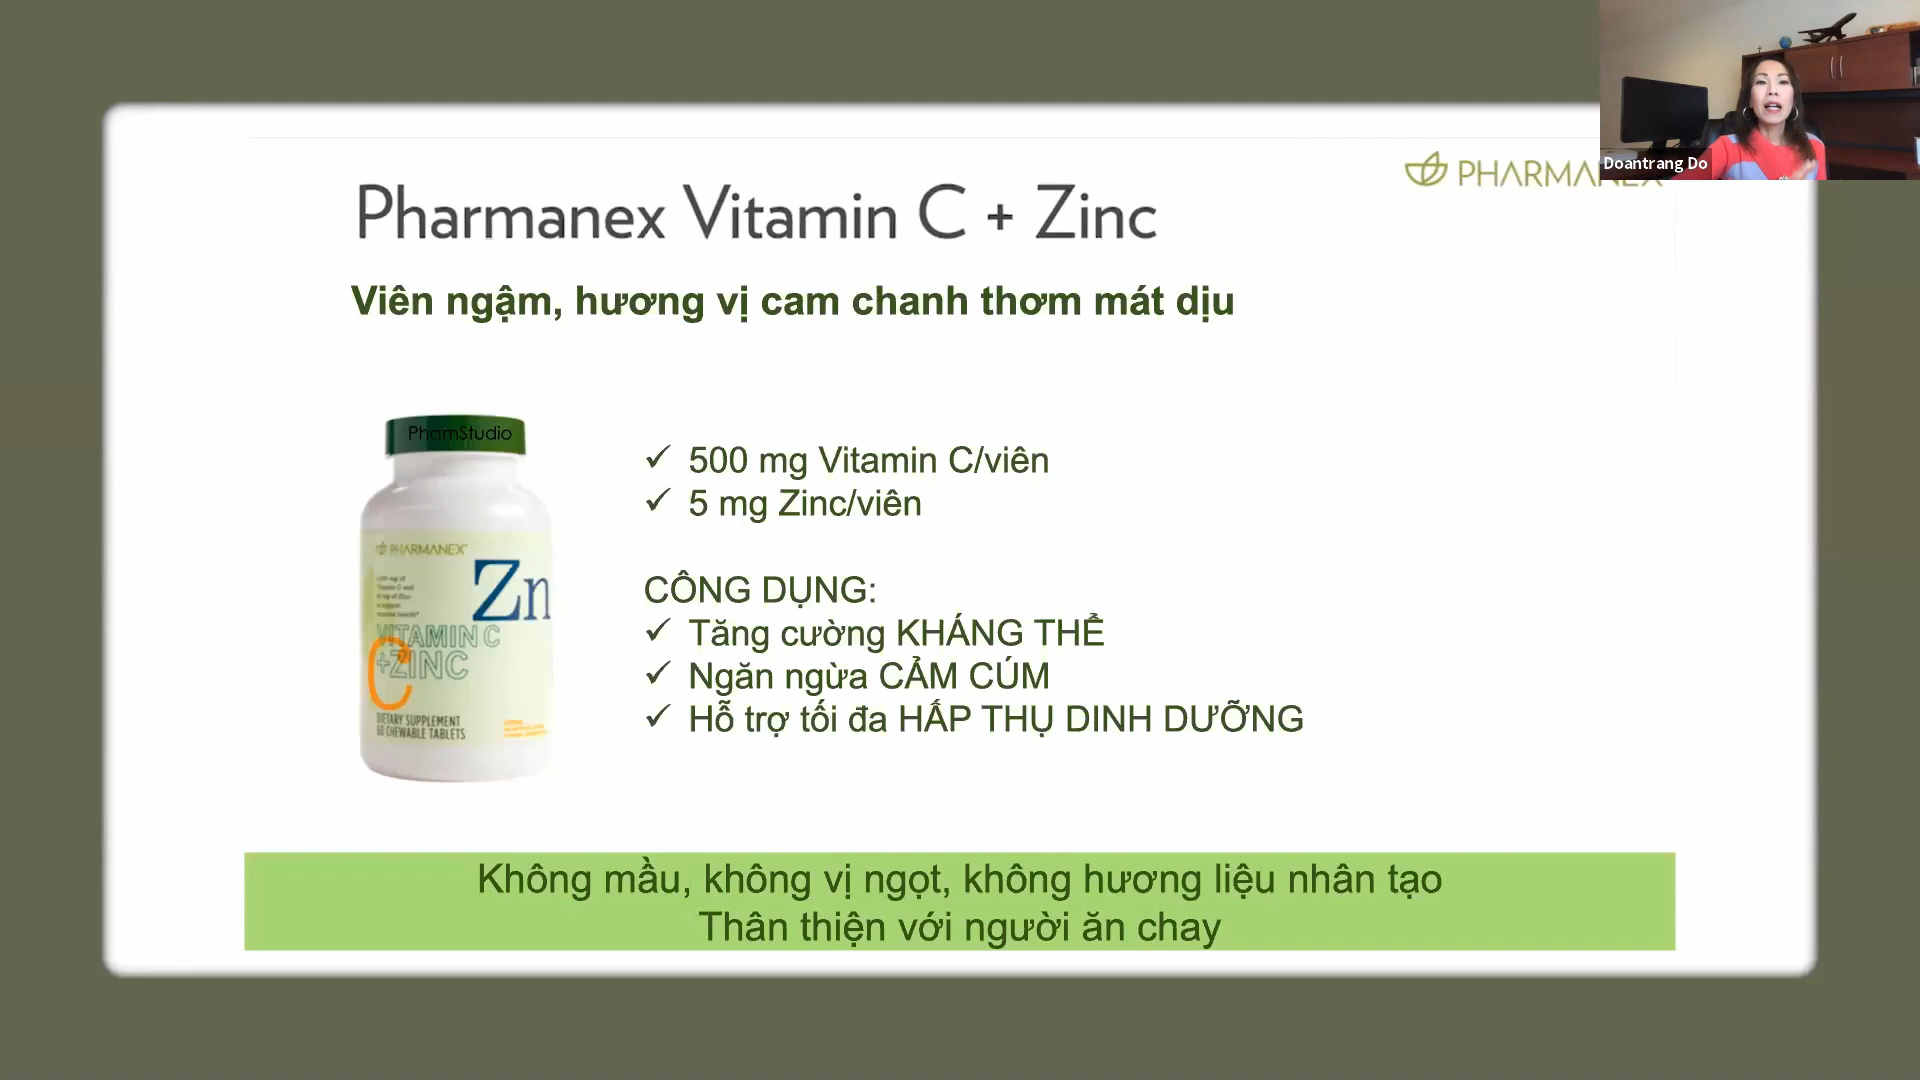 Doantrang Do
PHARMANEX
Pharmanex Vitamin C + Zinc
Viên ngậm, hương vị cam chanh thơm mát dịu
PhamStudio
500 mg Vitamin C/viên
5 mg Zinc/viên
PHARMANEX
Zn
VITAMIN C
+ZINC
C
DIETARY SUPPLEMENT
60 CHEWABLE TABLETS
CÔNG DỤNG:
Tăng cường KHÁNG THỂ
Ngăn ngừa CẢM CÚM
Hỗ trợ tối đa HẤP THỤ DINH DƯỠNG
Không mầu, không vị ngọt, không hương liệu nhân tạo
Thân thiện với người ăn chay